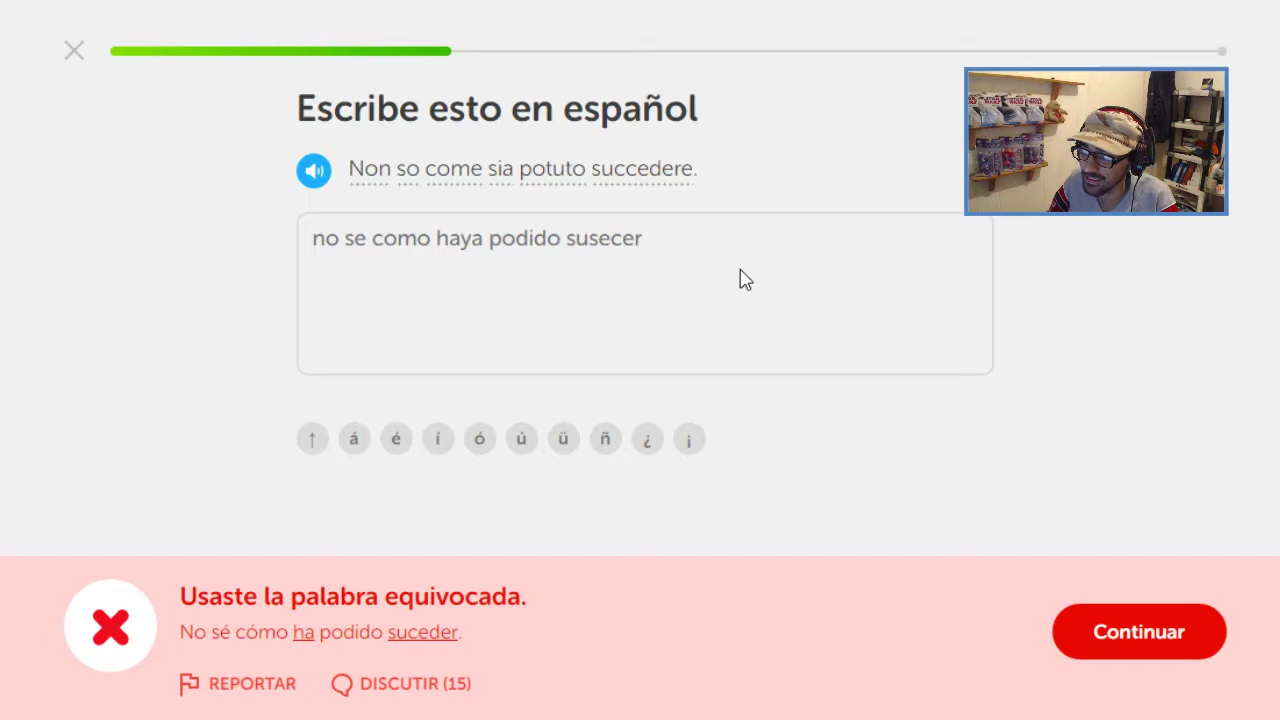 Escribe esto en español
Non so come sia potuto succedere.
no se como haya podido susecer
↑ á é í ó ú ü ñ ¿ ¡
Usaste la palabra equivocada.
No sé cómo ha podido suceder.
Continuar
REPORTAR DISCUTIR (15)